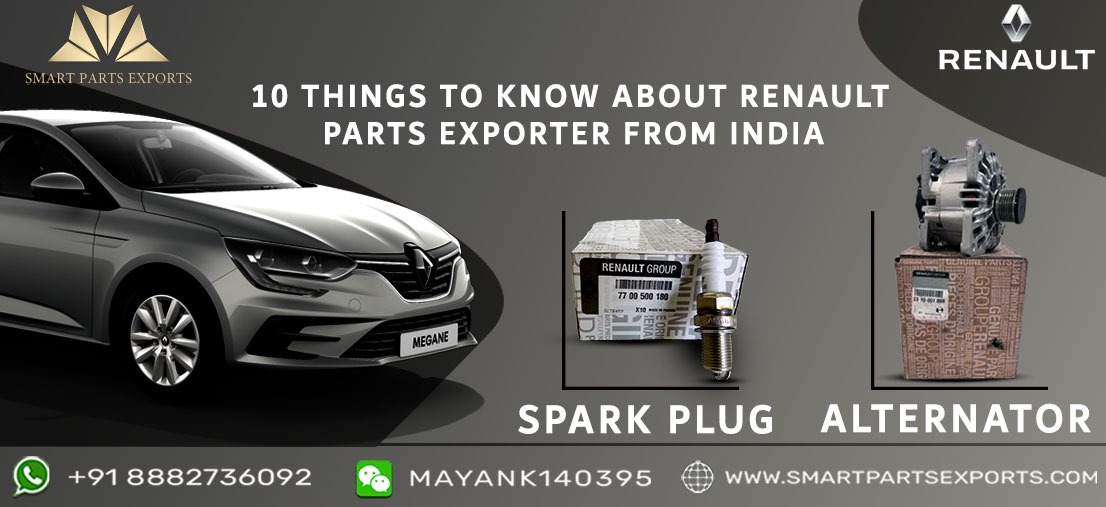 SMART PARTS EXPORTS
RENAULT
10 THINGS TO KNOW ABOUT RENAULT
PARTS EXPORTER FROM INDIA
MEGANE
RENAULT GROUP
77 00 500 180
X10
SPARK PLUG
ALTERNATOR
+91 8882736092
MAYANK140395
WWW.SMARTPARTSEXPORTS.COM